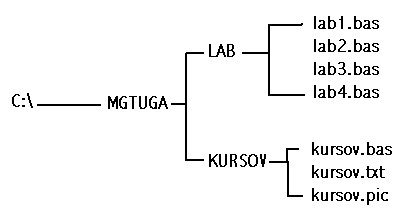 C:\ MGTUGA
LAB
lab1.bas
lab2.bas
lab3.bas
lab4.bas
KURSOV
kursov.bas
kursov.txt
kursov.pic